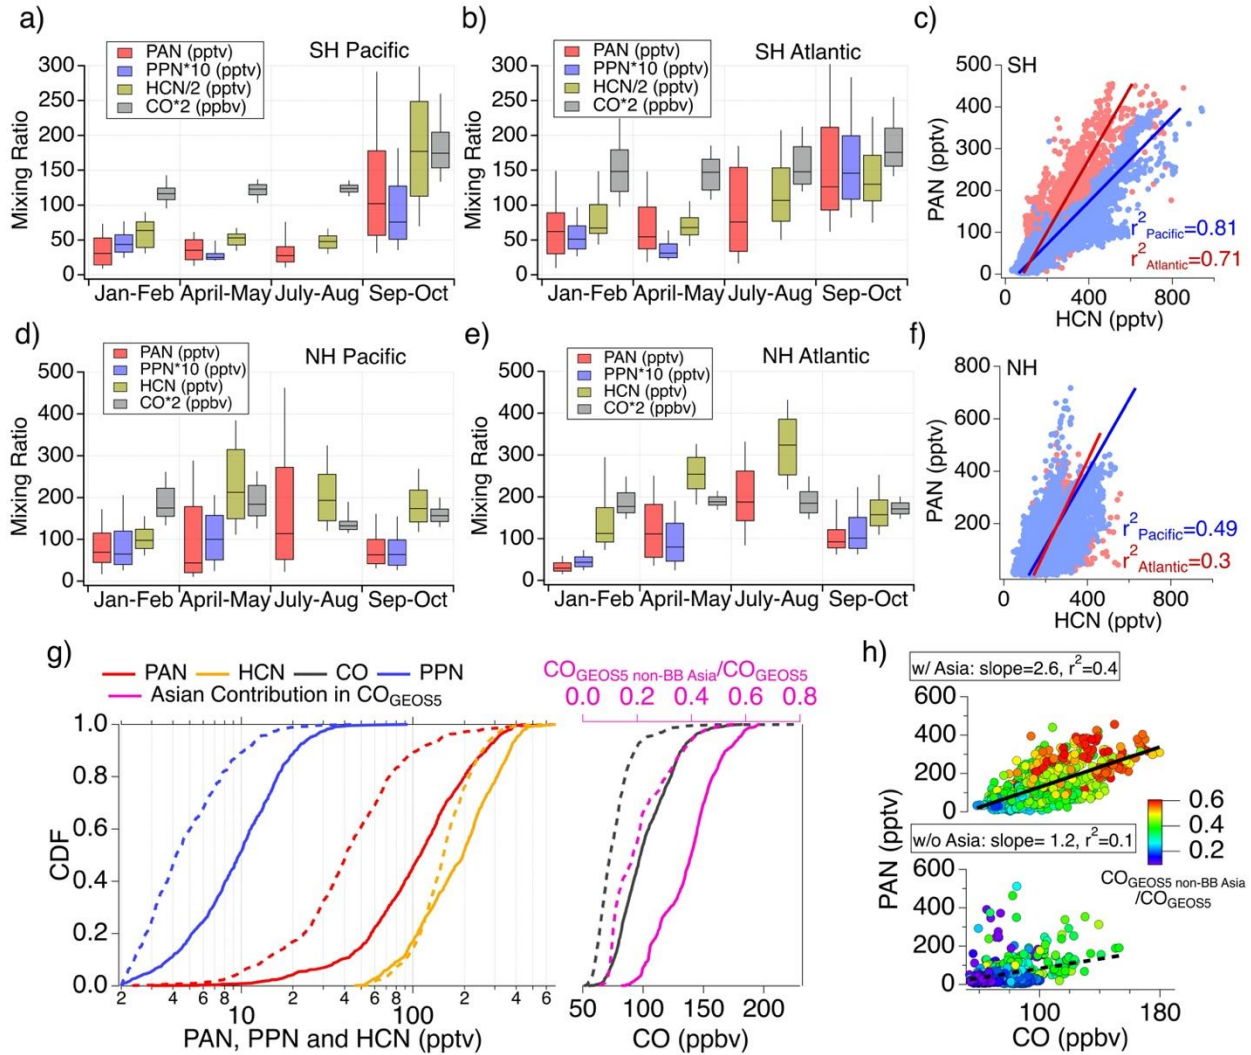 a)
SH Pacific
PAN (pptv)
PPN*10 (pptv)
HCN/2 (pptv)
CO*2 (ppbv)
Mixing Ratio
300
250
200
150
100
50
0
Jan-Feb April-May July-Aug Sep-Oct
b)
SH Atlantic
PAN (pptv)
PPN*10 (pptv)
HCN/2 (pptv)
CO*2 (ppbv)
Mixing Ratio
300
250
200
150
100
50
0
Jan-Feb April-May July-Aug Sep-Oct
c)
SH
PAN (pptv)
500
400
300
200
100
0
r²Pacific=0.81
r²Atlantic=0.71
0 400 800
HCN (pptv)
d)
NH Pacific
PAN (pptv)
PPN*10 (pptv)
HCN (pptv)
CO*2 (ppbv)
Mixing Ratio
500
400
300
200
100
0
Jan-Feb April-May July-Aug Sep-Oct
e)
NH Atlantic
PAN (pptv)
PPN*10 (pptv)
HCN (pptv)
CO*2 (ppbv)
Mixing Ratio
500
400
300
200
100
0
Jan-Feb April-May July-Aug Sep-Oct
f)
NH
PAN (pptv)
800
600
400
200
r²Pacific=0.49
r²Atlantic=0.3
0 400 800
HCN (pptv)
g)
PAN HCN CO PPN
Asian Contribution in COGEOS5
COGEOS5 non-BB Asia/COGEOS5
0.0 0.2 0.4 0.6 0.8
CDF
1.0
0.8
0.6
0.4
0.2
0.0
2 4 6 8 10 2 4 6 8 100 2 4 6
PAN, PPN and HCN (pptv)
50 100 150 200
CO (ppbv)
h)
w/ Asia: slope=2.6, r²=0.4
600
400
200
0
w/o Asia: slope= 1.2, r²=0.1
600
400
200
0
PAN (pptv)
0.6
0.4
0.2
COGEOS5 non-BB Asia
/COGEOS5
100 180
CO (ppbv)